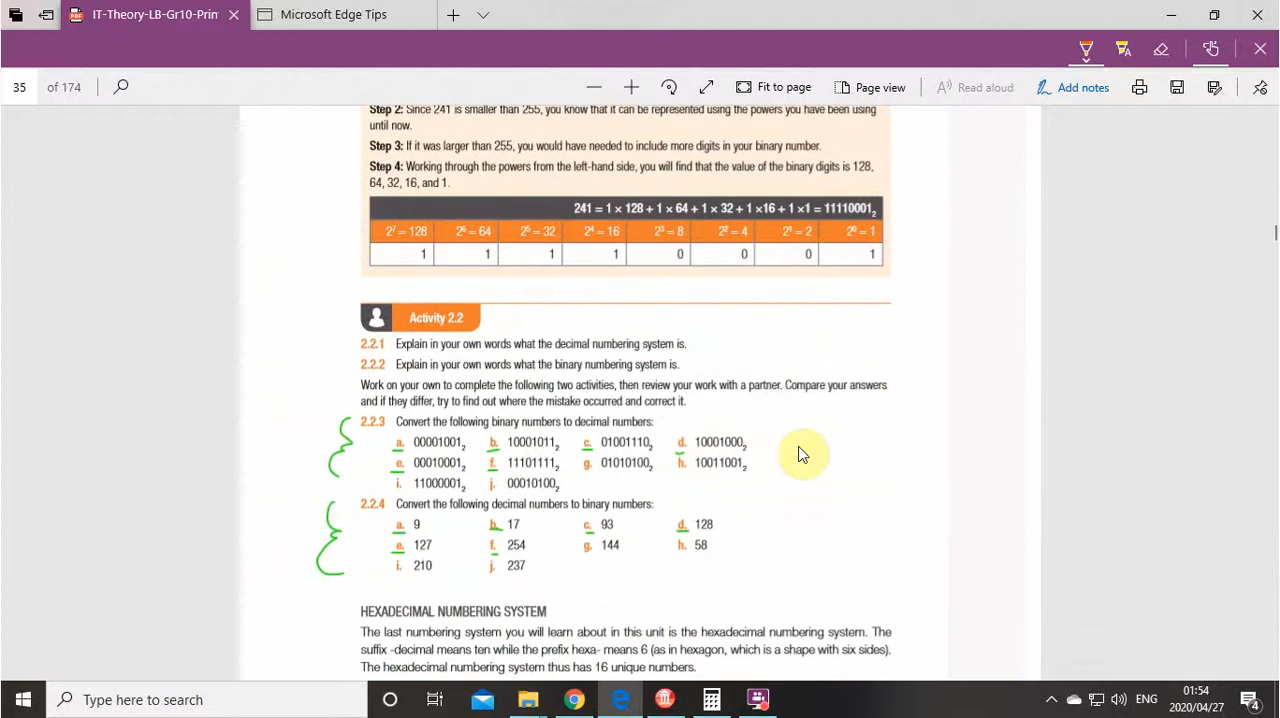 IT-Theory-LB-Gr10-Prin
Microsoft Edge Tips
35 of 174
Fit to page
Page view
Read aloud
Add notes
Step 2: Since 241 is smaller than 255, you know that it can be represented using the powers you have been using
until now.
Step 3: If it was larger than 255, you would have needed to include more digits in your binary number.
Step 4: Working through the powers from the left-hand side, you will find that the value of the binary digits is 128,
64, 32, 16, and 1.
241 = 1 × 128 + 1 × 64 + 1 × 32 + 1 ×16 + 1 ×1 = 11110001₂
2⁷ = 128 2⁶ = 64 2⁵ = 32 2⁴ = 16 2³ = 8 2² = 4 2¹ = 2 2⁰ = 1
1 1 1 1 0 0 0 1
Activity 2.2
2.2.1 Explain in your own words what the decimal numbering system is.
2.2.2 Explain in your own words what the binary numbering system is.
Work on your own to complete the following two activities, then review your work with a partner. Compare your answers
and if they differ, try to find out where the mistake occurred and correct it.
2.2.3 Convert the following binary numbers to decimal numbers:
a. 00001001₂ b. 10001011₂ c. 01001110₂ d. 10001000₂
e. 00010001₂ f. 11101111₂ g. 01010100₂ h. 10011001₂
i. 11000001₂ j. 00010100₂
2.2.4 Convert the following decimal numbers to binary numbers:
a. 9 b. 17 c. 93 d. 128
e. 127 f. 254 g. 144 h. 58
i. 210 j. 237
HEXADECIMAL NUMBERING SYSTEM
The last numbering system you will learn about in this unit is the hexadecimal numbering system. The
suffix -decimal means ten while the prefix hexa- means 6 (as in hexagon, which is a shape with six sides).
The hexadecimal numbering system thus has 16 unique numbers.
Type here to search
ENG
01:54
2020/04/27
4